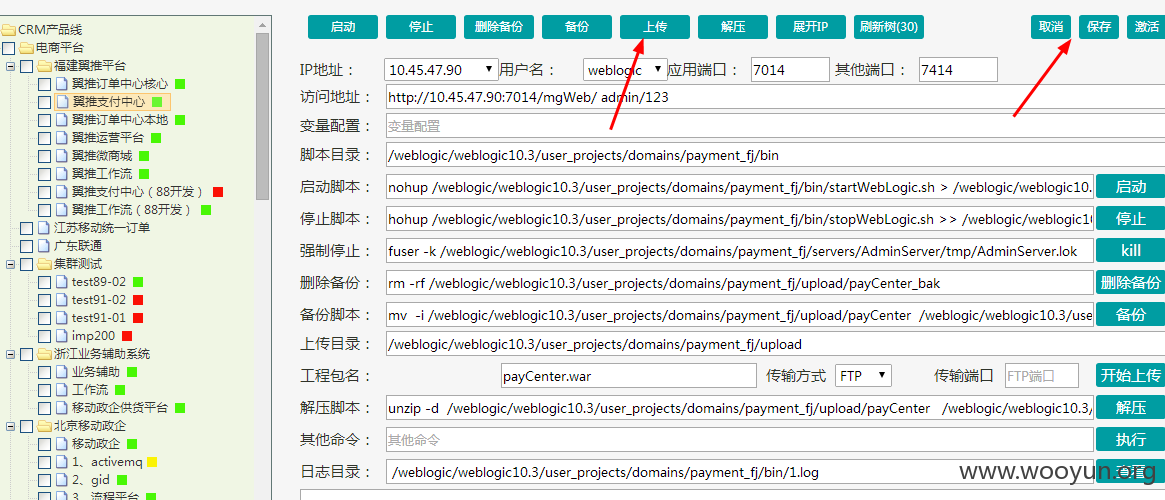 CRM产品线
电商平台
福建翼推平台
翼推订单中心核心
翼推支付中心
翼推订单中心本地
翼推运营平台
翼推微商城
翼推工作流
翼推支付中心（88开发）
翼推工作流（88开发）
江苏移动统一订单
广东联通
集群测试
test89-02
test91-02
test91-01
imp200
浙江业务辅助系统
业务辅助
工作流
移动政企供货平台
北京移动政企
移动政企
1、activemq
2、gid
3、流程平台
启动 停止 删除备份 备份 上传 解压 展开IP 刷新树(30) 取消 保存 激活
IP地址： 10.45.47.90 用户名： weblogic 应用端口： 7014 其他端口： 7414
访问地址： http://10.45.47.90:7014/mgWeb/ admin/123
变量配置： 变量配置
脚本目录： /weblogic/weblogic10.3/user_projects/domains/payment_fj/bin
启动脚本： nohup /weblogic/weblogic10.3/user_projects/domains/payment_fj/bin/startWebLogic.sh > /weblogic/weblogic10. 启动
停止脚本： hohup /weblogic/weblogic10.3/user_projects/domains/payment_fj/bin/stopWebLogic.sh >> /weblogic/weblogic1 停止
强制停止： fuser -k /weblogic/weblogic10.3/user_projects/domains/payment_fj/servers/AdminServer/tmp/AdminServer.lok kill
删除备份： rm -rf /weblogic/weblogic10.3/user_projects/domains/payment_fj/upload/payCenter_bak 删除备份
备份脚本： mv -i /weblogic/weblogic10.3/user_projects/domains/payment_fj/upload/payCenter /weblogic/weblogic10.3/use 备份
上传目录： /weblogic/weblogic10.3/user_projects/domains/payment_fj/upload
工程包名： payCenter.war 传输方式 FTP 传输端口 FTP端口 开始上传
解压脚本： unzip -d /weblogic/weblogic10.3/user_projects/domains/payment_fj/upload/payCenter /weblogic/weblogic10.3/ 解压
其他命令： 其他命令 执行
日志目录： /weblogic/weblogic10.3/user_projects/domains/payment_fj/bin/1.log 查看
www.wooyun.org